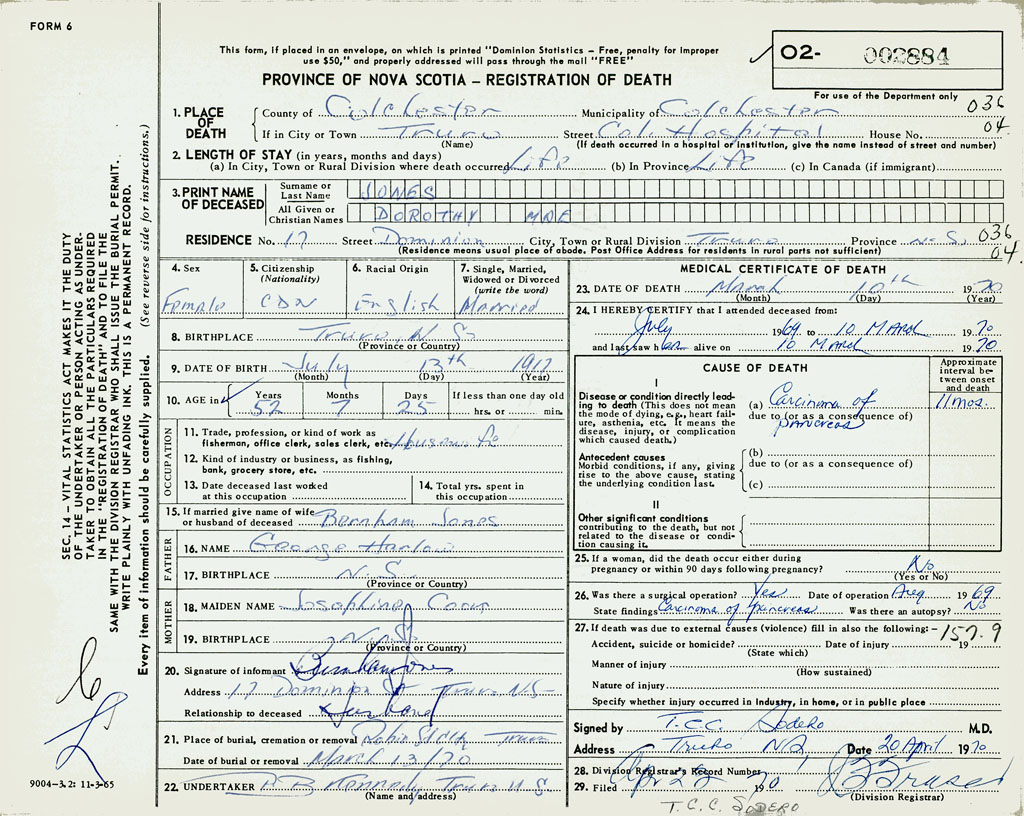 FORM 6
This form, if placed in an envelope, on which is printed "Dominion Statistics – Free, penalty for improper
use $50," and properly addressed will pass through the mail "FREE"
PROVINCE OF NOVA SCOTIA – REGISTRATION OF DEATH
02- 002884
For use of the Department only
036
04.
1. PLACE OF DEATH County of Colchester Municipality of Colchester
If in City or Town Truro Street Col. Hospital House No.
(Name) (If death occurred in a hospital or institution, give the name instead of street and number)
2. LENGTH OF STAY (in years, months and days)
(a) In City, Town or Rural Division where death occurred Life (b) In Province Life (c) In Canada (if immigrant)
3. PRINT NAME OF DECEASED Surname or Last Name JONES
All Given or Christian Names DOROTHY MAE
RESIDENCE No. 17 Street Dominion City, Town or Rural Division Truro Province N.S. 036
(Residence means usual place of abode. Post Office Address for residents in rural parts not sufficient) 04.
4. Sex 5. Citizenship (Nationality) 6. Racial Origin 7. Single, Married, Widowed or Divorced (write the word)
Female CDN English Married
8. BIRTHPLACE Truro N.S
(Province or Country)
9. DATE OF BIRTH July 13th 1917
(Month) (Day) (Year)
10. AGE in Years Months Days If less than one day old
52 7 25 hrs. or min.
OCCUPATION
11. Trade, profession, or kind of work as
fisherman, office clerk, sales clerk, etc.
12. Kind of industry or business, as fishing,
bank, grocery store, etc.
13. Date deceased last worked at this occupation 14. Total yrs. spent in this occupation
15. If married give name of wife
or husband of deceased Burnham Jones
FATHER
16. NAME George Harlow
17. BIRTHPLACE N.S.
(Province or Country)
MOTHER
18. MAIDEN NAME Josephine
19. BIRTHPLACE N.S
(Province or Country)
20. Signature of informant Burnham Jones
Address 17 Dominion St Truro N.S
Relationship to deceased Husband
21. Place of burial, cremation or removal Truro
Date of burial or removal March 13/70
22. UNDERTAKER Kennedy Truro N.S.
(Name and address)
MEDICAL CERTIFICATE OF DEATH
23. DATE OF DEATH March 10th 1970
(Month) (Day) (Year)
24. I HEREBY CERTIFY that I attended deceased from:
July 1969 to 10 March 1970
and last saw her alive on 10 March 1970
CAUSE OF DEATH
Approximate interval between onset and death
I
Disease or condition directly leading
to death (This does not mean
the mode of dying, e.g., heart failure,
asthenia, etc. It means the
disease, injury, or complication
which caused death.)
(a) Carcinoma of 11 mos.
due to (or as a consequence of)
pancreas
Antecedent causes
Morbid conditions, if any, giving
rise to the above cause, stating
the underlying condition last.
(b)
due to (or as a consequence of)
(c)
II
Other significant conditions
contributing to the death, but not
related to the disease or condition
causing it.
25. If a woman, did the death occur either during
pregnancy or within 90 days following pregnancy? No
(Yes or No)
26. Was there a surgical operation? Yes Date of operation Aug 1969
State findings Carcinoma of pancreas Was there an autopsy? No
27. If death was due to external causes (violence) fill in also the following: - 157.9
Accident, suicide or homicide? Date of injury 19
(State which)
Manner of injury
(How sustained)
Nature of injury
Specify whether injury occurred in Industry, in home, or in public place
Signed by T.C.C. Sodero M.D.
Address Truro NS Date 20 April 1970
28. Division Registrar's Record Number
29. Filed Apr 22 1970
(Division Registrar)
T.C.C. SODERO
SEC. 14 – VITAL STATISTICS ACT MAKES IT THE DUTY
OF THE UNDERTAKER OR PERSON ACTING AS UNDERTAKER
TO OBTAIN ALL THE PARTICULARS REQUIRED
IN THE "REGISTRATION OF DEATH" AND TO FILE THE
SAME WITH THE DIVISION REGISTRAR WHO SHALL ISSUE THE BURIAL PERMIT.
WRITE PLAINLY WITH UNFADING INK. THIS IS A PERMANENT RECORD.
Every item of information should be carefully supplied. (See reverse side for instructions.)
9004-3.2: 11-3-65